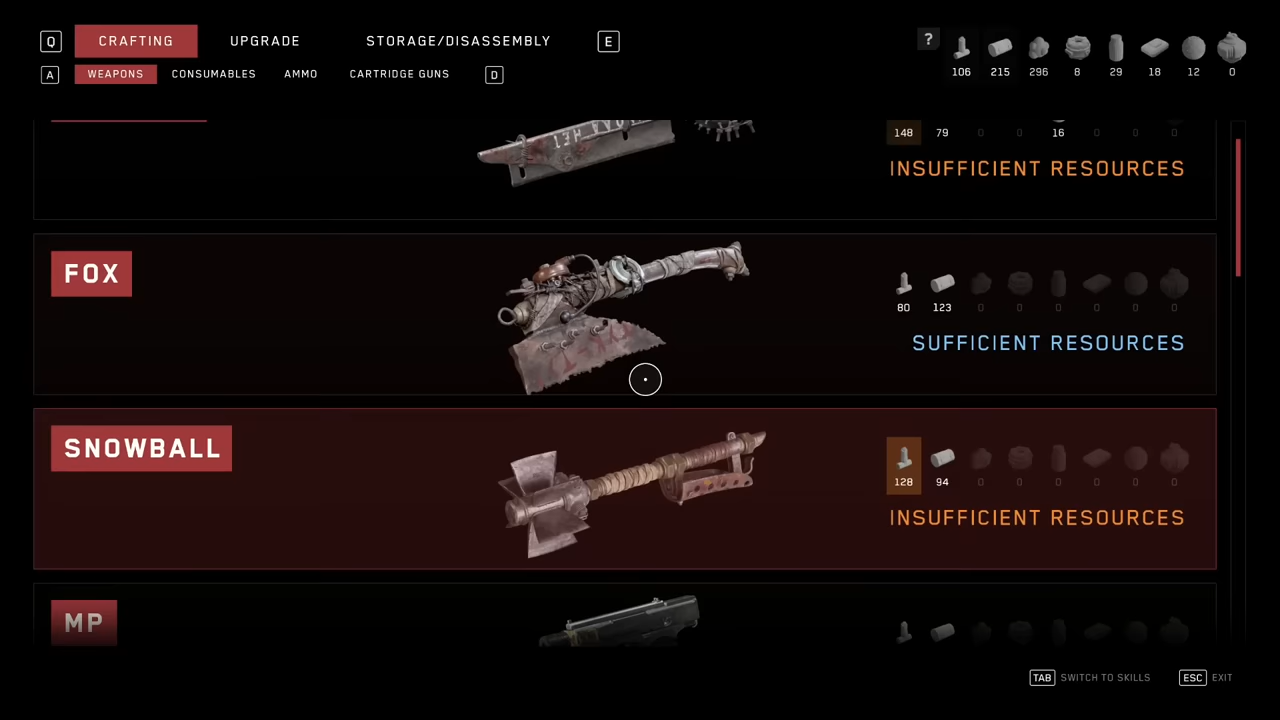 Q CRAFTING UPGRADE STORAGE/DISASSEMBLY E
A WEAPONS CONSUMABLES AMMO CARTRIDGE GUNS D
?
106 215 296 8 29 18 12 0
148 79 0 0 16 0 0 0
INSUFFICIENT RESOURCES
FOX
80 123 0 0 0 0 0 0
SUFFICIENT RESOURCES
SNOWBALL
128 94 0 0 0 0 0 0
INSUFFICIENT RESOURCES
MP
TAB SWITCH TO SKILLS ESC EXIT